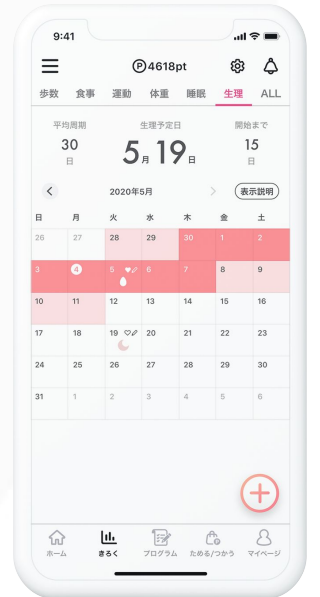 9:41
P 4618pt
歩数 食事 運動 体重 睡眠 生理 ALL
平均周期 生理予定日 開始まで
30 5月19日 15
日 日
2020年5月 表示説明
日 月 火 水 木 金 土
26 27 28 29 30 1 2
3 4 5 6 7 8 9
10 11 12 13 14 15 16
17 18 19 20 21 22 23
24 25 26 27 28 29 30
31 1 2 3 4 5 6
ホーム きろく プログラム ためる/つかう マイページ